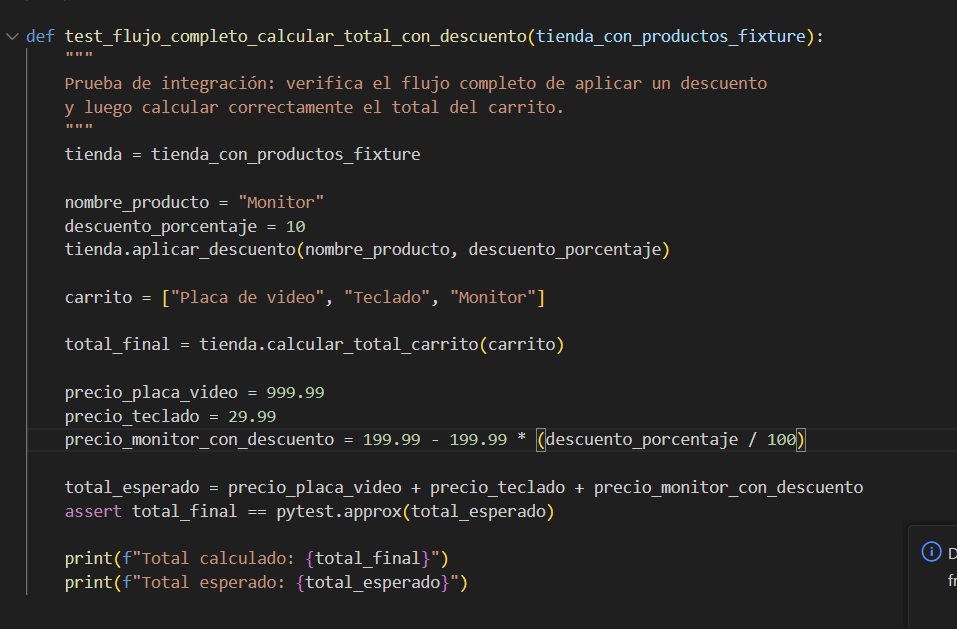 def test_flujo_completo_calcular_total_con_descuento(tienda_con_productos_fixture):
"""
Prueba de integración: verifica el flujo completo de aplicar un descuento
y luego calcular correctamente el total del carrito.
"""
tienda = tienda_con_productos_fixture
nombre_producto = "Monitor"
descuento_porcentaje = 10
tienda.aplicar_descuento(nombre_producto, descuento_porcentaje)
carrito = ["Placa de video", "Teclado", "Monitor"]
total_final = tienda.calcular_total_carrito(carrito)
precio_placa_video = 999.99
precio_teclado = 29.99
precio_monitor_con_descuento = 199.99 - 199.99 * (descuento_porcentaje / 100)
total_esperado = precio_placa_video + precio_teclado + precio_monitor_con_descuento
assert total_final == pytest.approx(total_esperado)
print(f"Total calculado: {total_final}")
print(f"Total esperado: {total_esperado}")